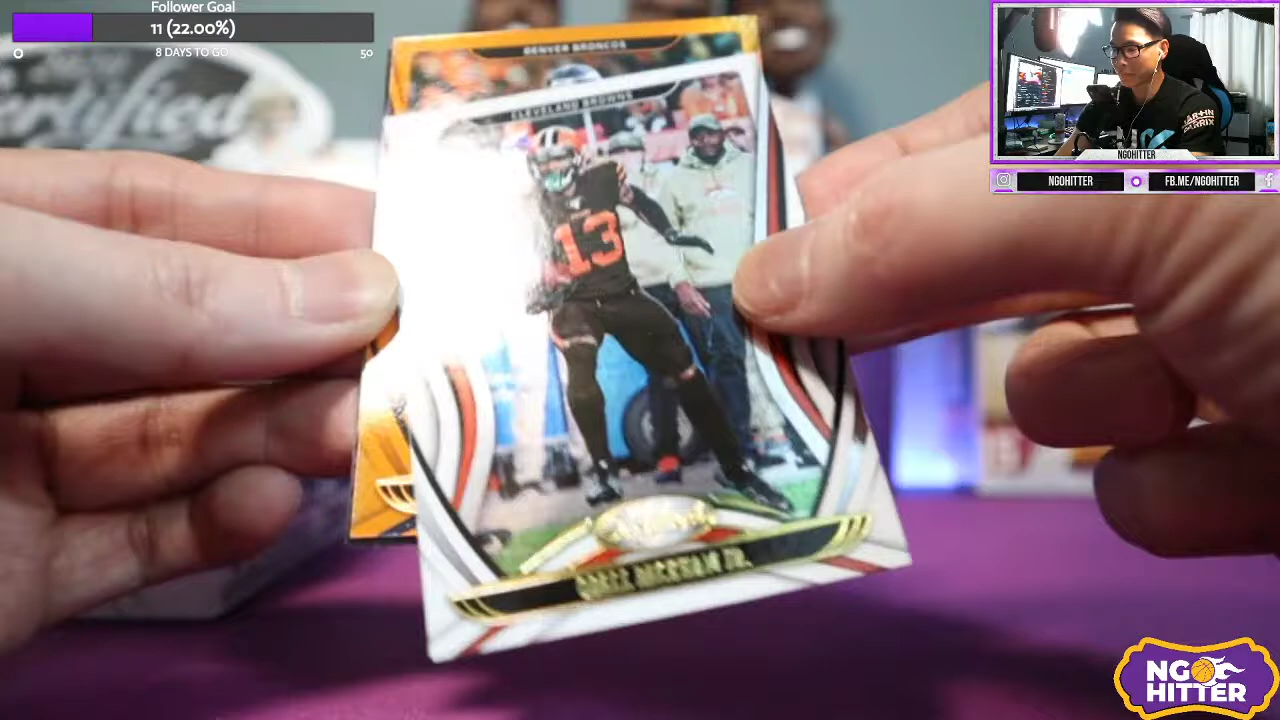 Follower Goal
11 (22.00%)
0
8 DAYS TO GO
50
Certified
DENVER BRONCOS
CLEVELAND BROWNS
13
NGOHITTER
NGOHITTER
FB.ME/NGOHITTER
NGO
HITTER